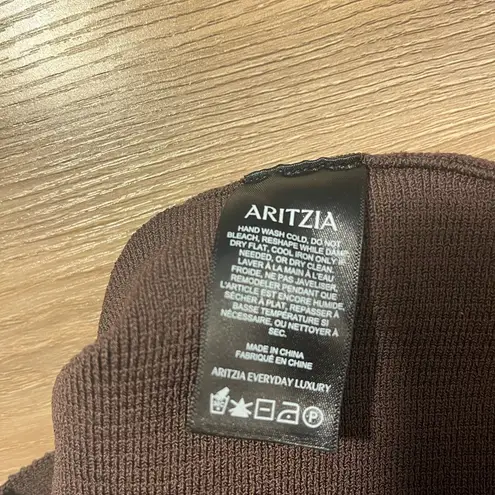 ARITZIA
HAND WASH COLD, DO NOT
BLEACH, RESHAPE WHILE DAMP
DRY FLAT, COOL IRON ONLY
NEEDED, OR DRY CLEAN.
LAVER À LA MAIN À L'EAU
FROIDE, NE PAS JAVELISER,
REMODELER PENDANT QUE
L'ARTICLE EST ENCORE HUMIDE,
SÉCHER À PLAT, REPASSER À
BASSE TEMPÉRATURE SI
NÉCESSAIRE, OU NETTOYER À
SEC.
MADE IN CHINA
FABRIQUÉ EN CHINE
ARITZIA EVERYDAY LUXURY
P